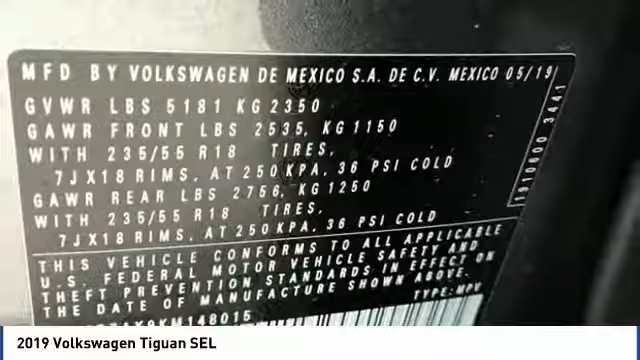 MFD BY VOLKSWAGEN DE MEXICO S.A. DE C.V. MEXICO 05/19
GVWR LBS 5181 KG 2350
GAWR FRONT LBS 2535, KG 1150
WITH 235/55 R18 TIRES,
7JX18 RIMS, AT 250 KPA, 36 PSI COLD
GAWR REAR LBS 2756, KG 1250
WITH 235/55 R18 TIRES,
7JX18 RIMS, AT 250 KPA, 36 PSI COLD
THIS VEHICLE CONFORMS TO ALL APPLICABLE
U.S. FEDERAL MOTOR VEHICLE SAFETY AND
THEFT PREVENTION STANDARDS IN EFFECT ON
THE DATE OF MANUFACTURE SHOWN ABOVE.
TYPE: MPV
1910600 3441
2019 Volkswagen Tiguan SEL